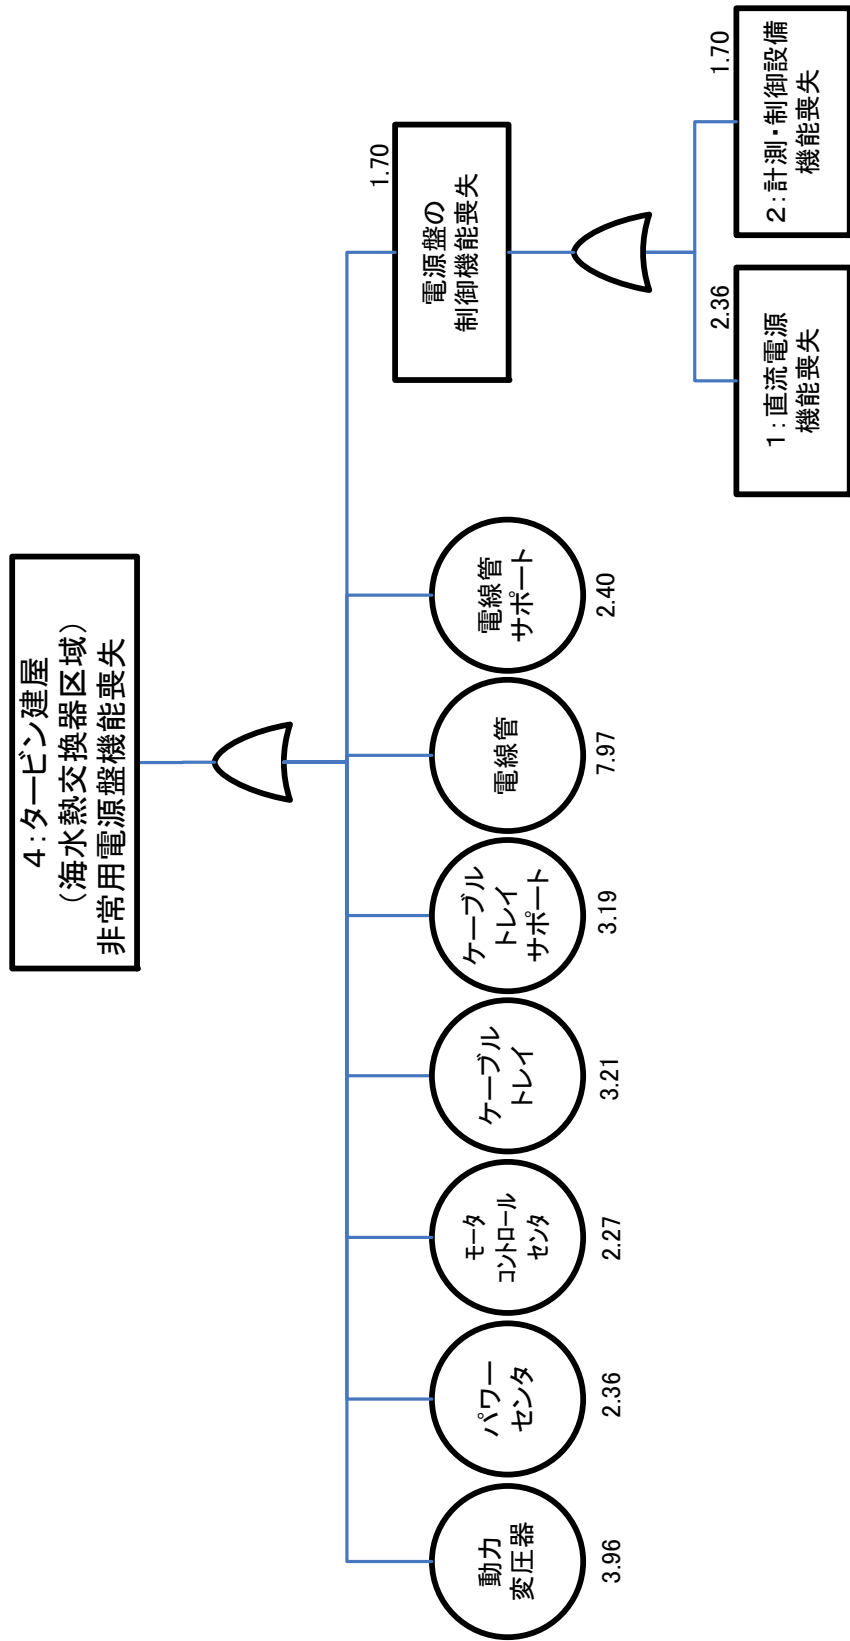 4:タービン建屋
(海水熱交換器区域)
非常用電源盤機能喪失
動力
変圧器
3.96
パワー
センタ
2.36
モータ
コントロール
センタ
2.27
ケーブル
トレイ
3.21
ケーブル
トレイ
サポート
3.19
電線管
7.97
電線管
サポート
2.40
1.70
電源盤の
制御機能喪失
2.36
1:直流電源
機能喪失
1.70
2:計測・制御設備
機能喪失